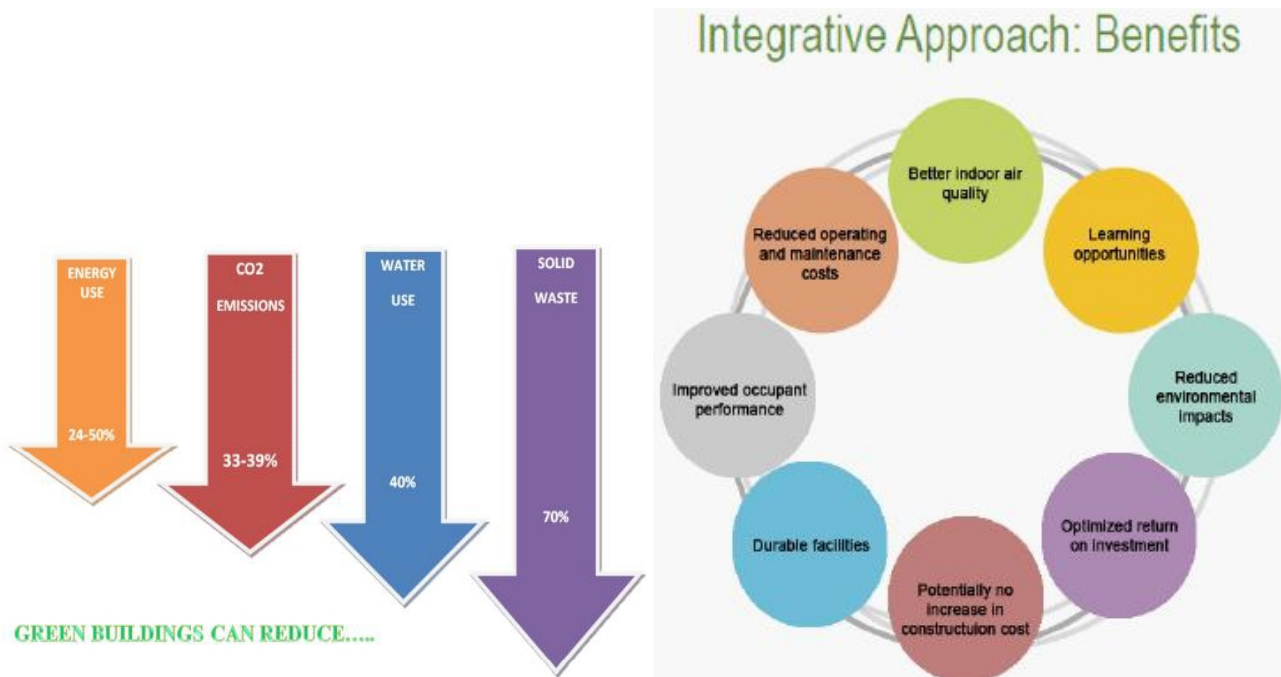 ENERGY
USE
24-50%
CO2
EMISSIONS
33-39%
WATER
USE
40%
SOLID
WASTE
70%
GREEN BUILDINGS CAN REDUCE…..
Integrative Approach: Benefits
Better indoor air
quality
Learning
opportunities
Reduced
environmental
impacts
Optimized return
on investment
Potentially no
increase in
constructuion cost
Durable facilities
Improved occupant
performance
Reduced operating
and maintenance
costs